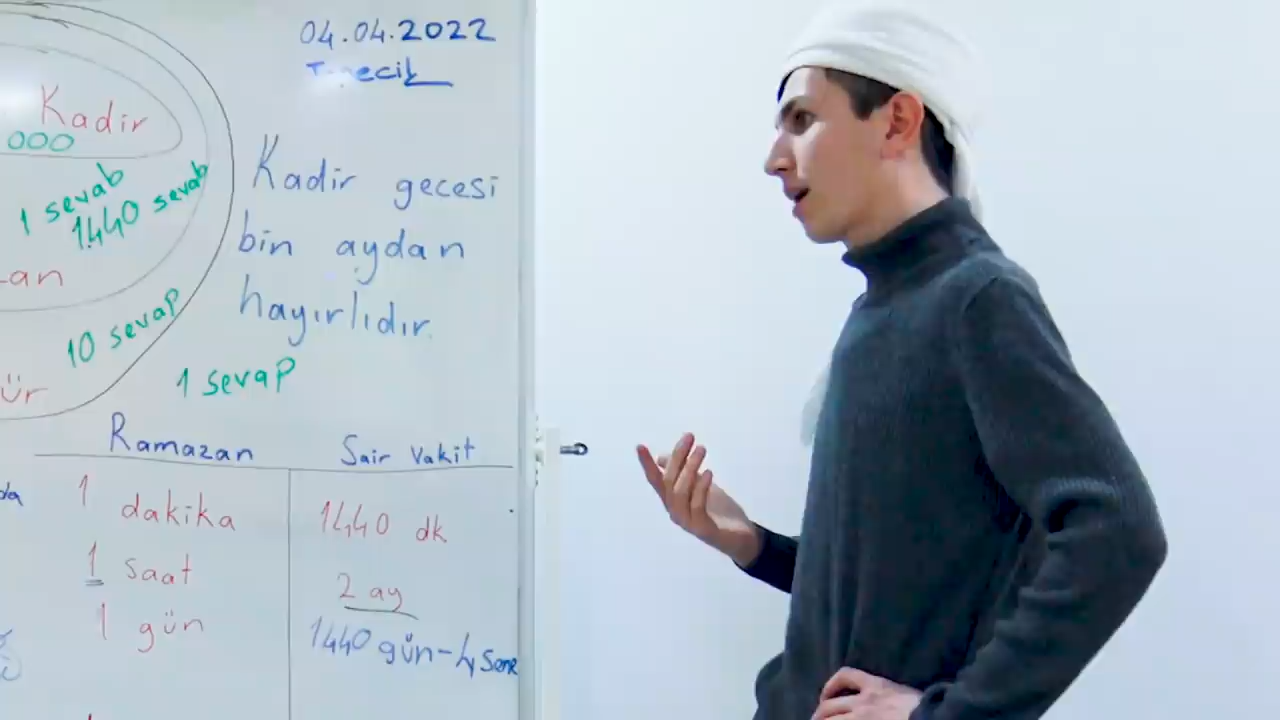 04.04.2022
Kadir
000
1 sevab
1440 sevab
Kadir gecesi
bin aydan
hayırlıdır.
10 sevap
1 sevap
Ramazan Sair vakit
1 dakika 1440 dk
1 saat 2 ay
1 gün 1440 gün-4 sene